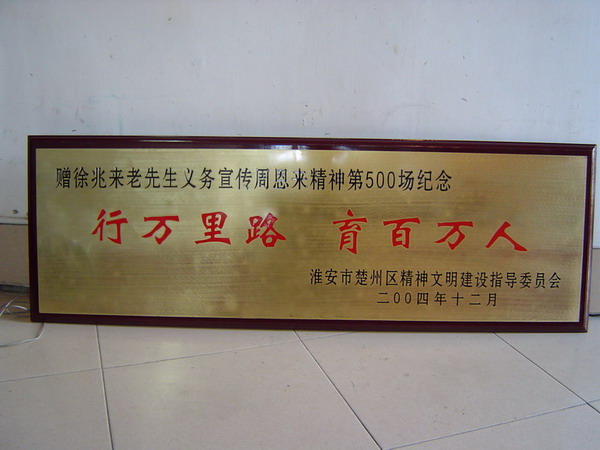 赠徐兆来老先生义务宣传周恩来精神第500场纪念
行万里路 育百万人
淮安市楚州区精神文明建设指导委员会
二00四年十二月